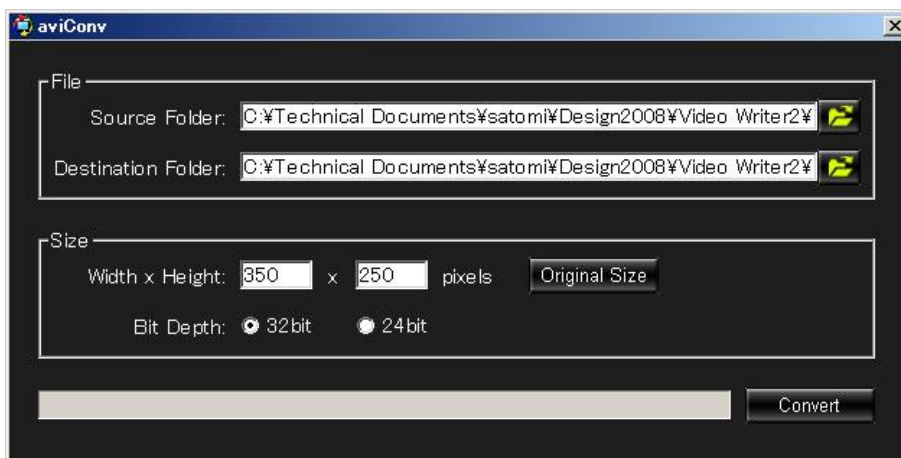 aviConv
File
Source Folder: C:¥Technical Documents¥satomi¥Design2008¥Video Writer2¥
Destination Folder: C:¥Technical Documents¥satomi¥Design2008¥Video Writer2¥
Size
Width x Height: 350 x 250 pixels Original Size
Bit Depth: 32bit 24bit
Convert